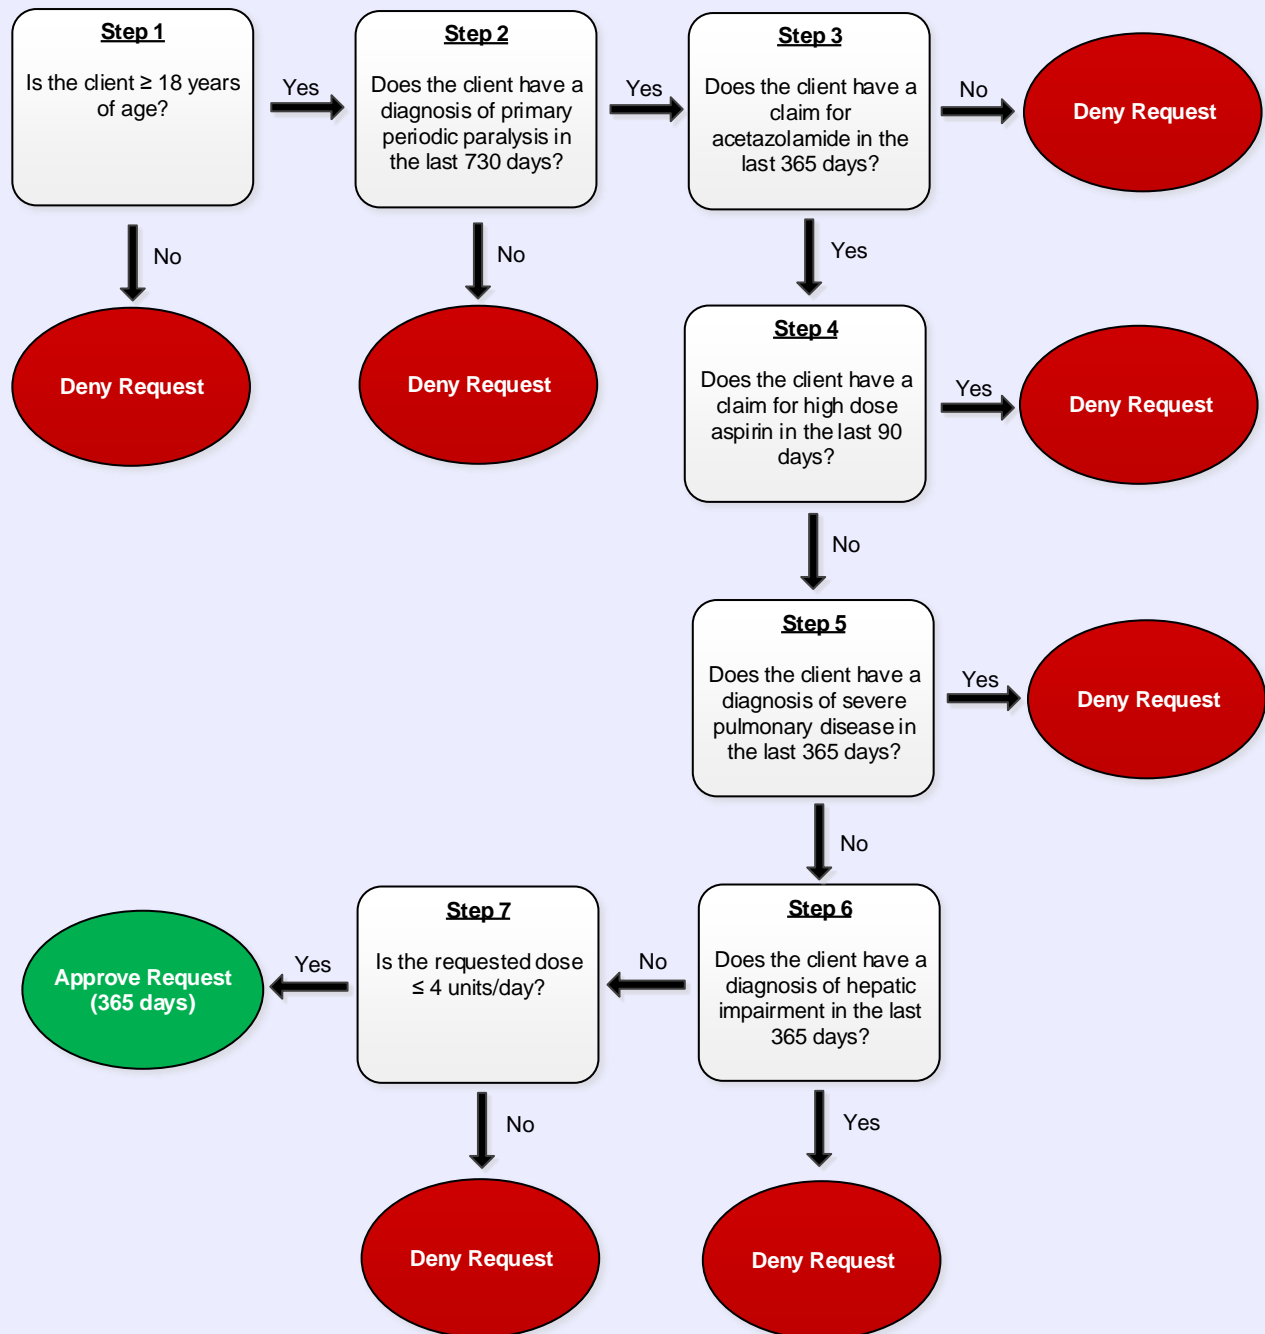 Step 1
Is the client ≥ 18 years
of age?
Yes
No
Deny Request
Step 2
Does the client have a
diagnosis of primary
periodic paralysis in
the last 730 days?
Yes
No
Deny Request
Step 3
Does the client have a
claim for
acetazolamide in the
last 365 days?
No
Deny Request
Yes
Step 4
Does the client have a
claim for high dose
aspirin in the last 90
days?
Yes
Deny Request
No
Step 5
Does the client have a
diagnosis of severe
pulmonary disease in
the last 365 days?
Yes
Deny Request
No
Step 6
Does the client have a
diagnosis of hepatic
impairment in the last
365 days?
No
Yes
Deny Request
Step 7
Is the requested dose
≤ 4 units/day?
Yes
Approve Request
(365 days)
No
Deny Request